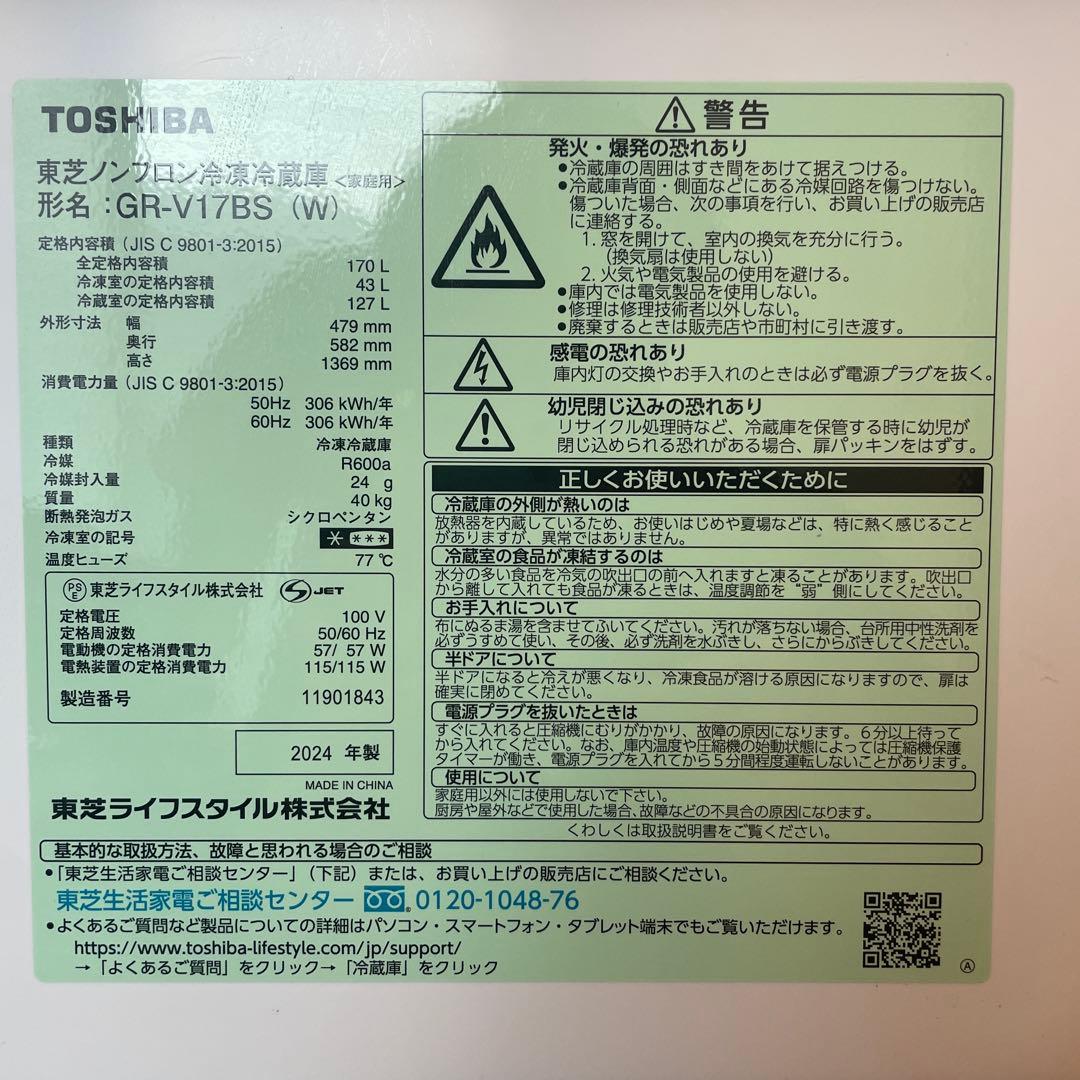 TOSHIBA
東芝ノンフロン冷凍冷蔵庫<家庭用>
形名:GR-V17BS (W)
定格内容積 (JIS C 9801-3:2015)
全定格内容積 170 L
冷凍室の定格内容積 43 L
冷蔵室の定格内容積 127 L
外形寸法 幅 479 mm
奥行 582 mm
高さ 1369 mm
消費電力量 (JIS C 9801-3:2015)
50Hz 306 kWh/年
60Hz 306 kWh/年
種類 冷凍冷蔵庫
冷媒 R600a
冷媒封入量 24 g
質量 40 kg
断熱発泡ガス シクロペンタン
冷凍室の記号 * ***
温度ヒューズ 77 ℃
PSE 東芝ライフスタイル株式会社 JET
定格電圧 100 V
定格周波数 50/60 Hz
電動機の定格消費電力 57/ 57 W
電熱装置の定格消費電力 115/115 W
製造番号 11901843
2024 年製
MADE IN CHINA
東芝ライフスタイル株式会社
警告
発火・爆発の恐れあり
●冷蔵庫の周囲はすき間をあけて据えつける。
●冷蔵庫背面・側面などにある冷媒回路を傷つけない。
傷ついた場合、次の事項を行い、お買い上げの販売店
に連絡する。
1. 窓を開けて、室内の換気を充分に行う。
(換気扇は使用しない)
2. 火気や電気製品の使用を避ける。
●庫内では電気製品を使用しない。
●修理は修理技術者以外しない。
●廃棄するときは販売店や市町村に引き渡す。
感電の恐れあり
庫内灯の交換やお手入れのときは必ず電源プラグを抜く。
幼児閉じ込みの恐れあり
リサイクル処理時など、冷蔵庫を保管する時に幼児が
閉じ込められる恐れがある場合、扉パッキンをはずす。
正しくお使いいただくために
冷蔵庫の外側が熱いのは
放熱器を内蔵しているため、お使いはじめや夏場などは、特に熱く感じること
がありますが、異常ではありません。
冷蔵室の食品が凍結するのは
水分の多い食品を冷気の吹出口の前へ入れますと凍ることがあります。吹出口
から離して入れても食品が凍るときは、温度調節を“弱”側にしてください。
お手入れについて
布にぬるま湯を含ませてふいてください。汚れが落ちない場合、台所用中性洗剤を
必ずうすめて使い、その後、必ず洗剤を水ぶきし、さらにからぶきしてください。
半ドアについて
半ドアになると冷えが悪くなり、冷凍食品が溶ける原因になりますので、扉は
確実に閉めてください。
電源プラグを抜いたときは
すぐに入れると圧縮機にむりがかかり、故障の原因になります。6分以上待って
から入れてください。なお、庫内温度や圧縮機の始動状態によっては圧縮機保護
タイマーが働き、電源プラグを入れてから5分間程度運転しないことがあります。
使用について
家庭用以外には使用しないで下さい。
厨房や屋外などで使用した場合、故障などの不具合の原因になります。
くわしくは取扱説明書をご覧ください。
基本的な取扱方法、故障と思われる場合のご相談
●「東芝生活家電ご相談センター」(下記)または、お買い上げの販売店にご相談ください。
東芝生活家電ご相談センター 0120-1048-76
●よくあるご質問など製品についての詳細はパソコン・スマートフォン・タブレット端末でもご覧いただけます。
https://www.toshiba-lifestyle.com/jp/support/
→「よくあるご質問」をクリック→「冷蔵庫」をクリック
Ⓐ